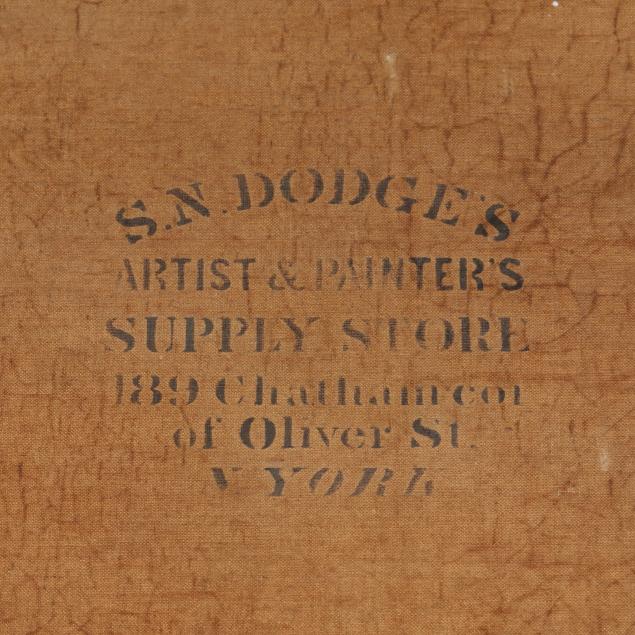 S.N. DODGE'S
ARTIST & PAINTER'S
SUPPLY STORE
189 Chatham cor
of Oliver St.
N YORK